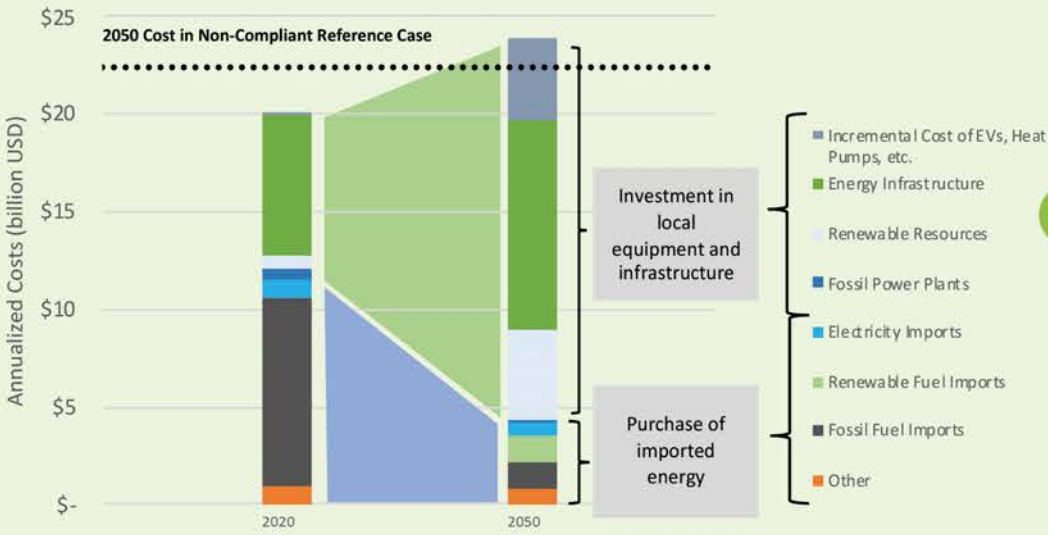 $25
2050 Cost in Non-Compliant Reference Case
$20
$15
$10
$5
$-
Annualized Costs (billion USD)
2020
2050
Investment in
local
equipment and
infrastructure
Purchase of
imported
energy
Incremental Cost of EVs, Heat
Pumps, etc.
Energy Infrastructure
Renewable Resources
Fossil Power Plants
Electricity Imports
Renewable Fuel Imports
Fossil Fuel Imports
Other